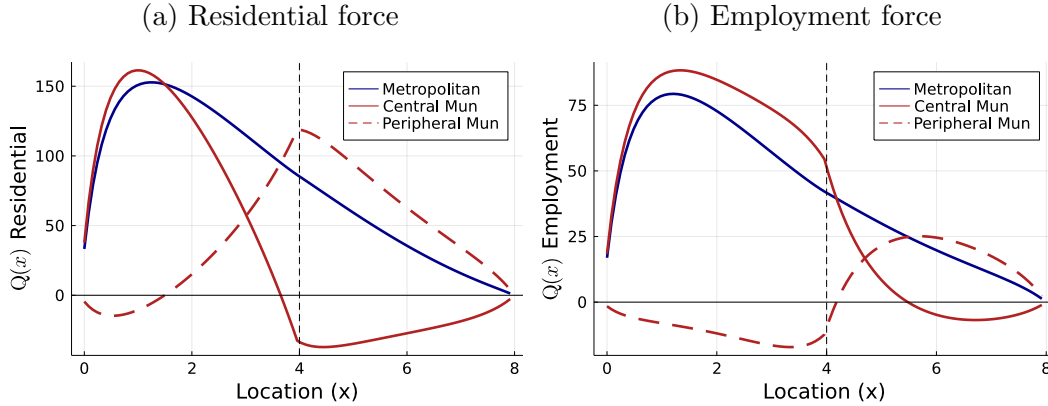 (a) Residential force
Q(x) Residential
150
100
50
0
Metropolitan
Central Mun
Peripheral Mun
0 2 4 6 8
Location (x)
(b) Employment force
Q(x) Employment
75
50
25
0
Metropolitan
Central Mun
Peripheral Mun
0 2 4 6 8
Location (x)